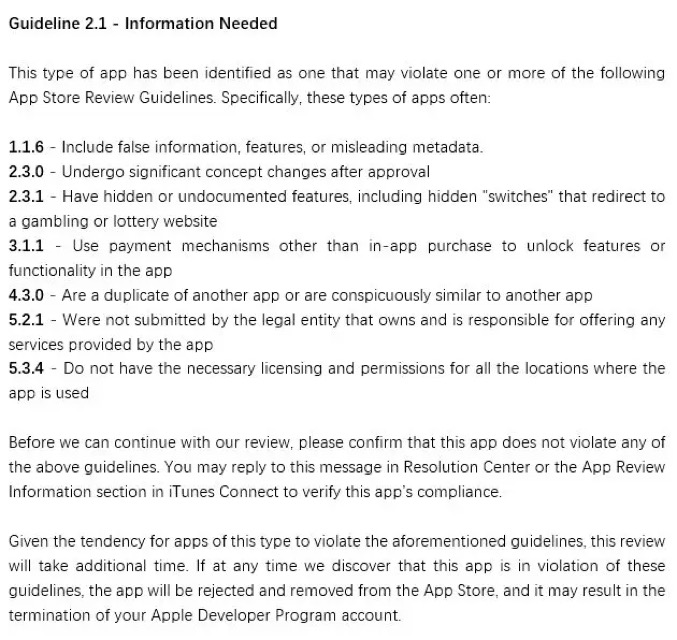 Guideline 2.1 - Information Needed
This type of app has been identified as one that may violate one or more of the following
App Store Review Guidelines. Specifically, these types of apps often:
1.1.6 - Include false information, features, or misleading metadata.
2.3.0 - Undergo significant concept changes after approval
2.3.1 - Have hidden or undocumented features, including hidden "switches" that redirect to
a gambling or lottery website
3.1.1 - Use payment mechanisms other than in-app purchase to unlock features or
functionality in the app
4.3.0 - Are a duplicate of another app or are conspicuously similar to another app
5.2.1 - Were not submitted by the legal entity that owns and is responsible for offering any
services provided by the app
5.3.4 - Do not have the necessary licensing and permissions for all the locations where the
app is used
Before we can continue with our review, please confirm that this app does not violate any of
the above guidelines. You may reply to this message in Resolution Center or the App Review
Information section in iTunes Connect to verify this app's compliance.
Given the tendency for apps of this type to violate the aforementioned guidelines, this review
will take additional time. If at any time we discover that this app is in violation of these
guidelines, the app will be rejected and removed from the App Store, and it may result in the
termination of your Apple Developer Program account.